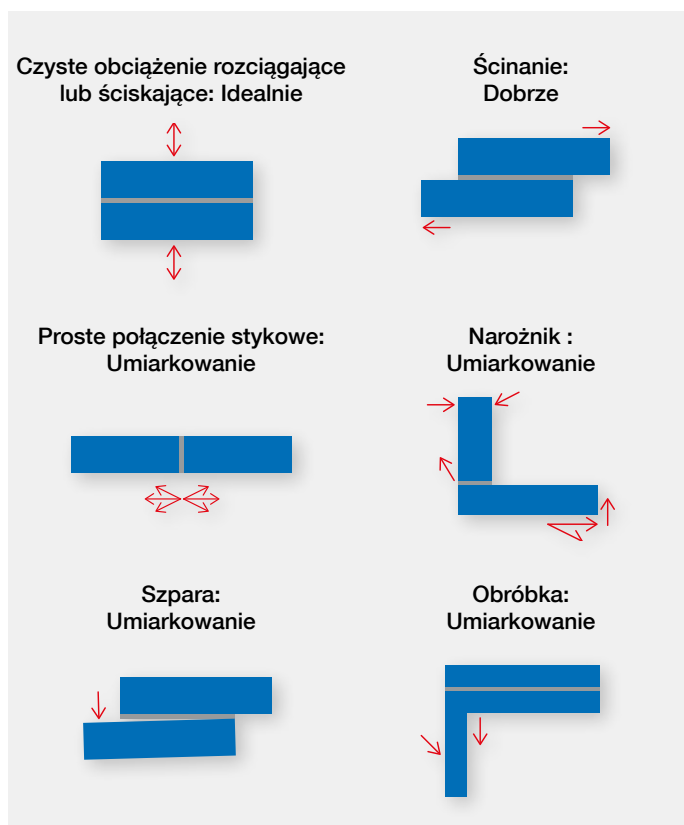 Czyste obciążenie rozciągające
lub ściskające: Idealnie
Ścinanie:
Dobrze
Proste połączenie stykowe:
Umiarkowanie
Narożnik :
Umiarkowanie
Szpara:
Umiarkowanie
Obróbka:
Umiarkowanie